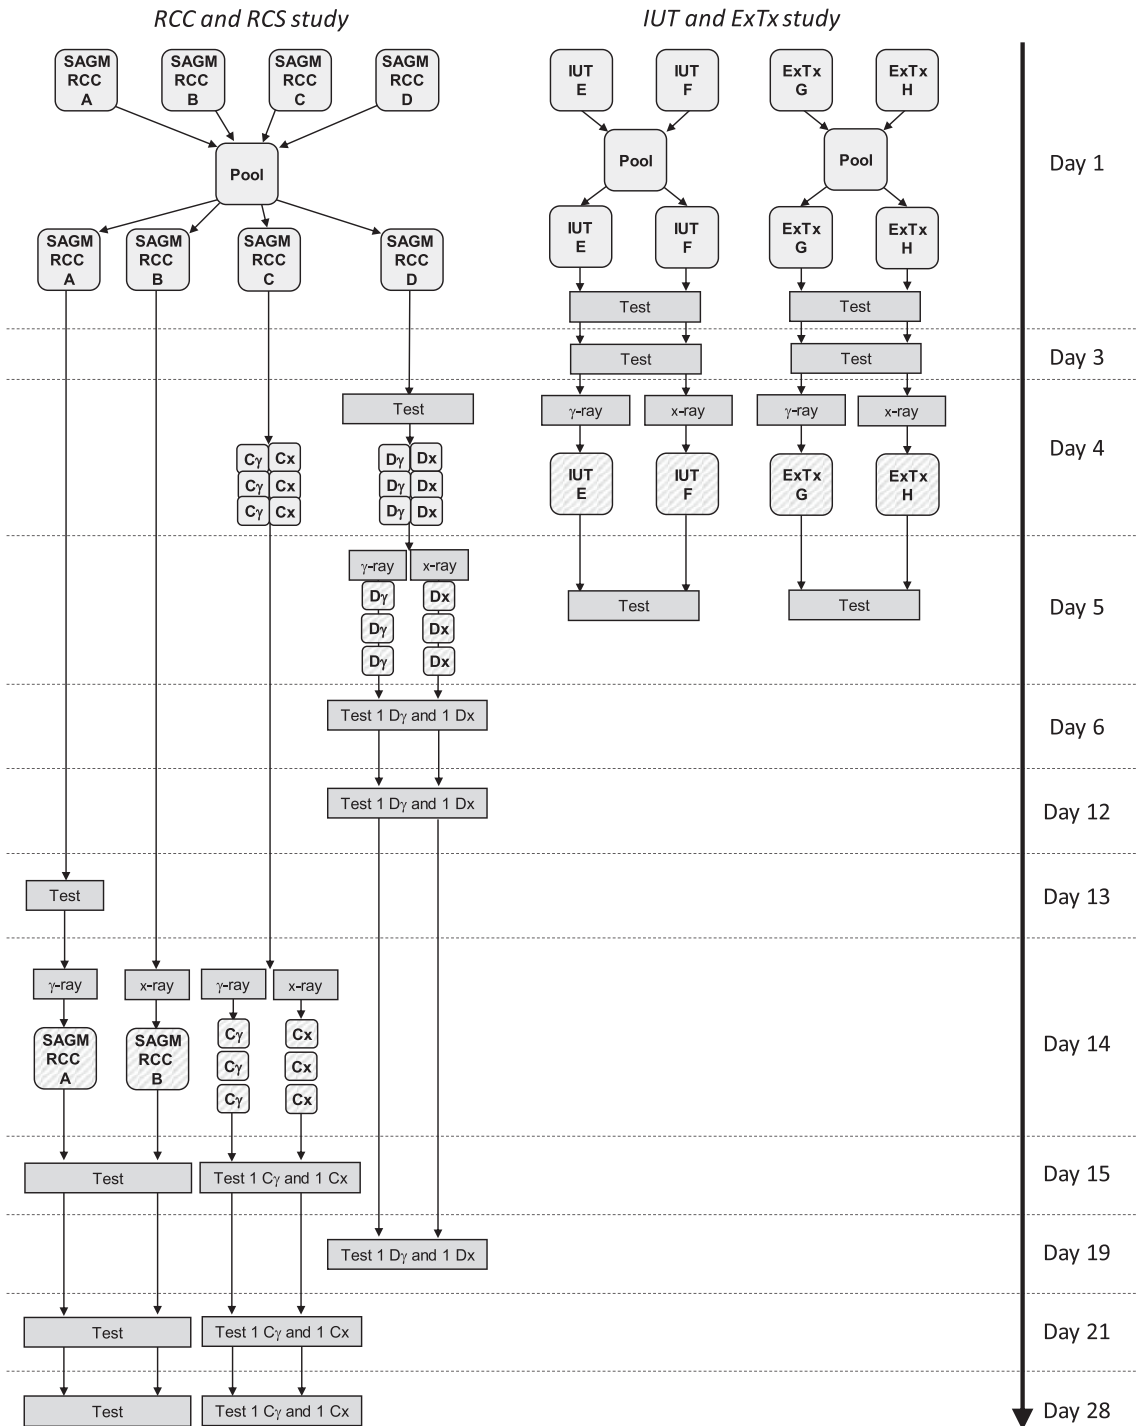 RCC and RCS study
IUT and ExTx study
SAGM
RCC
A
SAGM
RCC
B
SAGM
RCC
C
SAGM
RCC
D
IUT
E
IUT
F
ExTx
G
ExTx
H
Pool
Pool
Pool
Day 1
SAGM
RCC
A
SAGM
RCC
B
SAGM
RCC
C
SAGM
RCC
D
IUT
E
IUT
F
ExTx
G
ExTx
H
Test
Test
Test
Test
Day 3
Test
γ-ray
x-ray
γ-ray
x-ray
Cγ Cx
Cγ Cx
Cγ Cx
Dγ Dx
Dγ Dx
Dγ Dx
IUT
E
IUT
F
ExTx
G
ExTx
H
Day 4
γ-ray
x-ray
Dγ Dx
Dγ Dx
Dγ Dx
Test
Test
Day 5
Test 1 Dγ and 1 Dx
Day 6
Test 1 Dγ and 1 Dx
Day 12
Test
Day 13
γ-ray
x-ray
γ-ray
x-ray
SAGM
RCC
A
SAGM
RCC
B
Cγ Cx
Cγ Cx
Cγ Cx
Day 14
Test
Test 1 Cγ and 1 Cx
Day 15
Test 1 Dγ and 1 Dx
Day 19
Test
Test 1 Cγ and 1 Cx
Day 21
Test
Test 1 Cγ and 1 Cx
Day 28